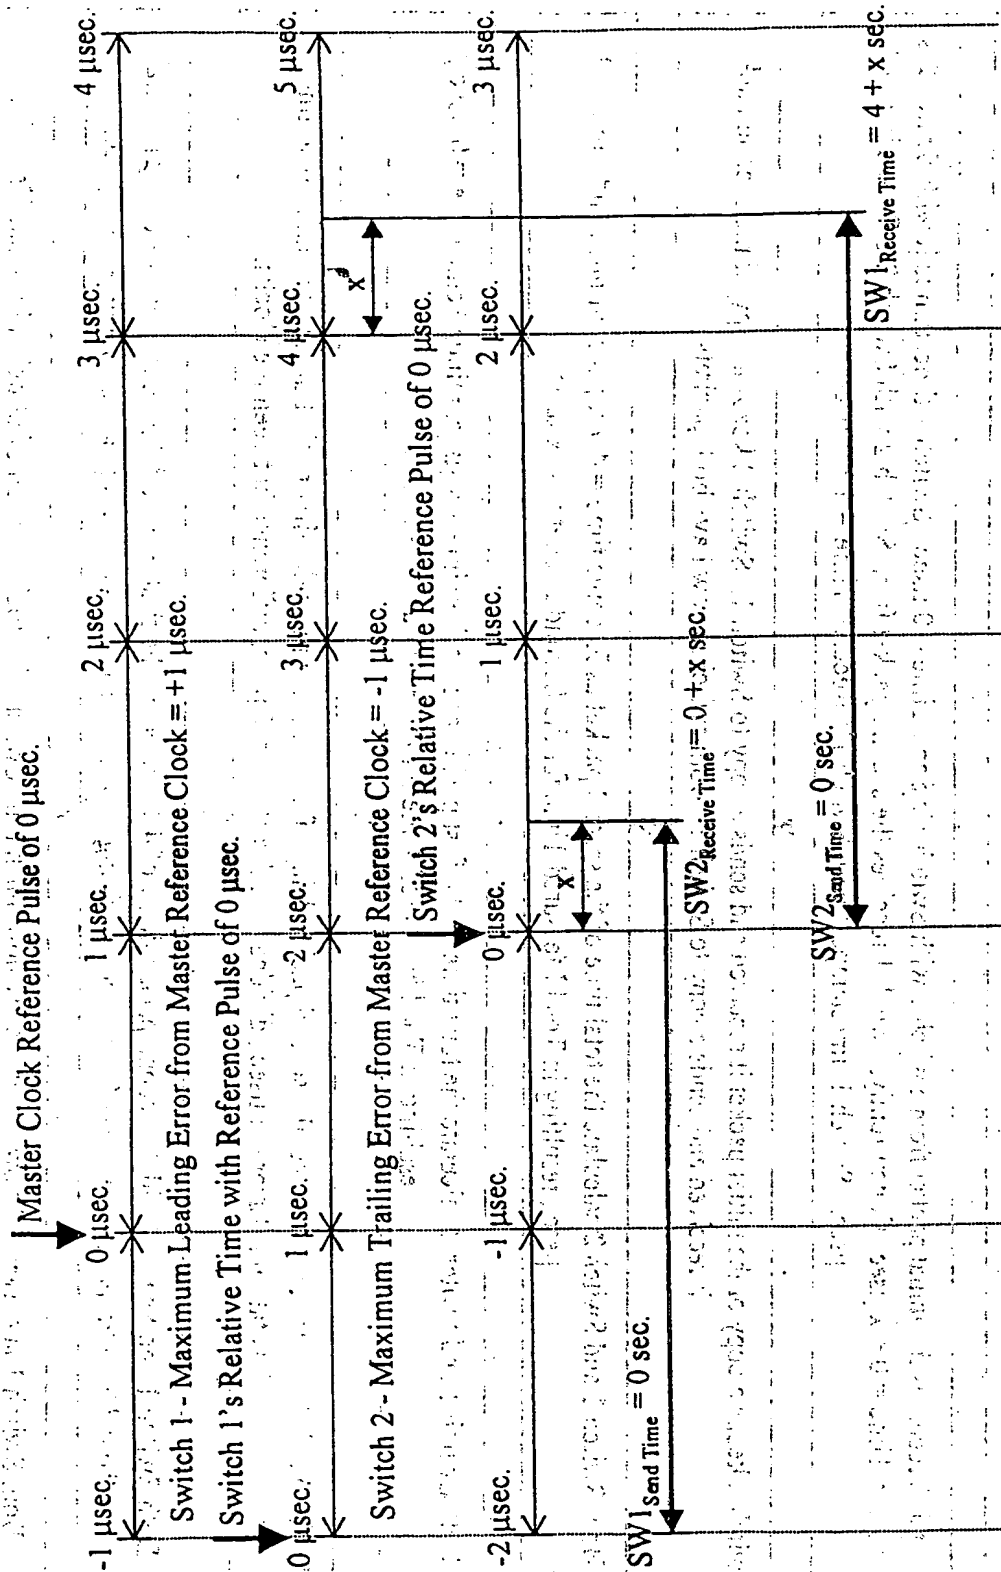 Master Clock Reference Pulse of 0 µsec.
-1 µsec. 0 µsec. 1 µsec. 2 µsec. 3 µsec. 4 µsec.
Switch 1 - Maximum Leading Error from Master Reference Clock = +1 µsec.
Switch 1's Relative Time with Reference Pulse of 0 µsec.
0 µsec. 1 µsec. 2 µsec. 3 µsec. 4 µsec. 5 µsec.
x
Switch 2 - Maximum Trailing Error from Master Reference Clock = -1 µsec.
Switch 2's Relative Time Reference Pulse of 0 µsec.
-2 µsec. -1 µsec. 0 µsec. 1 µsec. 2 µsec. 3 µsec.
x
SW1Send Time = 0 sec.
SW2Receive Time = 0 + x sec.
SW2Send Time = 0 sec.
SW1Receive Time = 4 + x sec.